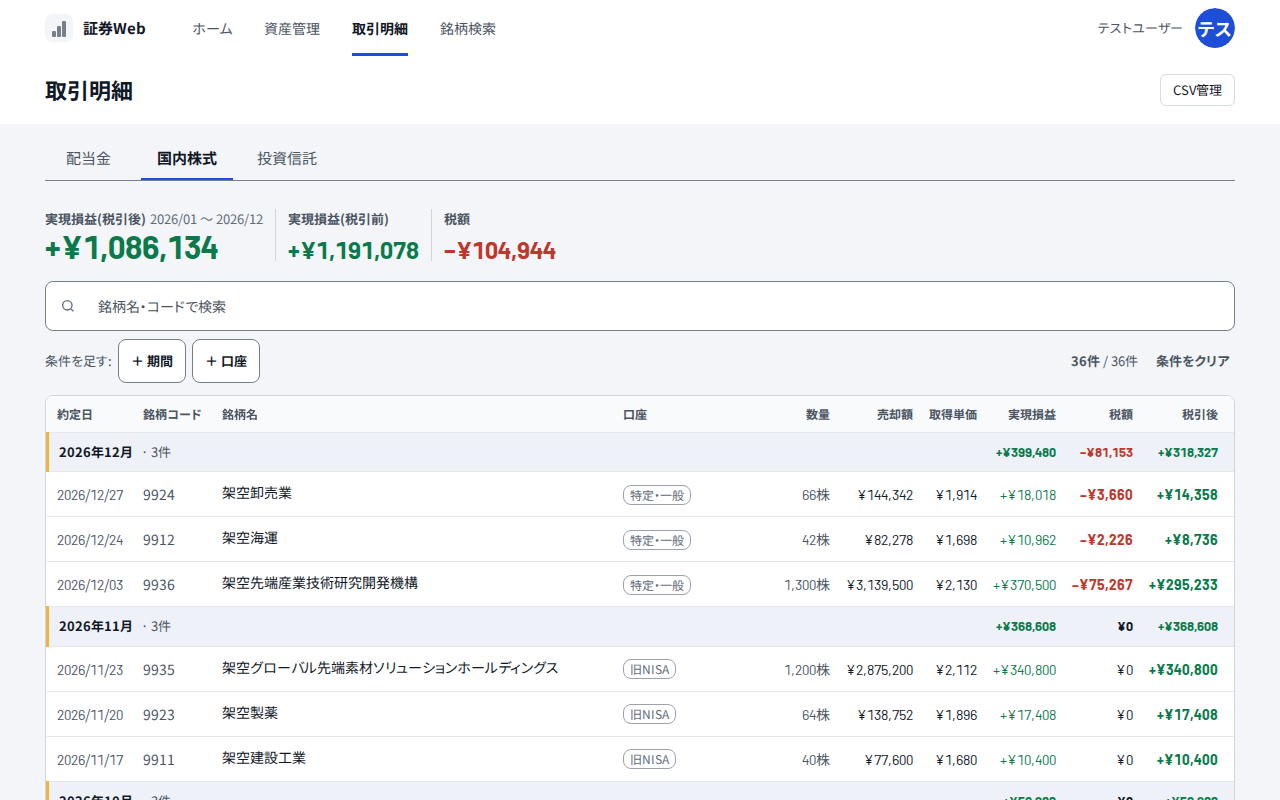 証券Web ホーム 資産管理 取引明細 銘柄検索 テストユーザー テス
取引明細 CSV管理
配当金 国内株式 投資信託
実現損益(税引後) 2026/01 〜 2026/12 実現損益(税引前) 税額
+¥1,086,134 +¥1,191,078 −¥104,944
銘柄名・コードで検索
条件を足す: + 期間 + 口座 36件 / 36件 条件をクリア
約定日 銘柄コード 銘柄名 口座 数量 売却額 取得単価 実現損益 税額 税引後
2026年12月 · 3件 +¥399,480 −¥81,153 +¥318,327
2026/12/27 9924 架空卸売業 特定・一般 66株 ¥144,342 ¥1,914 +¥18,018 −¥3,660 +¥14,358
2026/12/24 9912 架空海運 特定・一般 42株 ¥82,278 ¥1,698 +¥10,962 −¥2,226 +¥8,736
2026/12/03 9936 架空先端産業技術研究開発機構 特定・一般 1,300株 ¥3,139,500 ¥2,130 +¥370,500 −¥75,267 +¥295,233
2026年11月 · 3件 +¥368,608 ¥0 +¥368,608
2026/11/23 9935 架空グローバル先端素材ソリューションホールディングス 旧NISA 1,200株 ¥2,875,200 ¥2,112 +¥340,800 ¥0 +¥340,800
2026/11/20 9923 架空製薬 旧NISA 64株 ¥138,752 ¥1,896 +¥17,408 ¥0 +¥17,408
2026/11/17 9911 架空建設工業 旧NISA 40株 ¥77,600 ¥1,680 +¥10,400 ¥0 +¥10,400